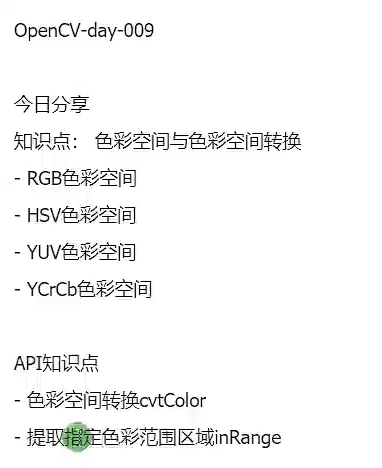 OpenCV-day-009
今日分享
知识点： 色彩空间与色彩空间转换
- RGB色彩空间
- HSV色彩空间
- YUV色彩空间
- YCrCb色彩空间
API知识点
- 色彩空间转换cvtColor
- 提取指定色彩范围区域inRange